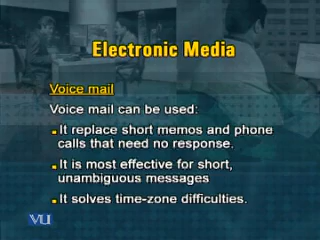 Electronic Media
Voice mail
Voice mail can be used:
It replace short memos and phone
calls that need no response.
It is most effective for short,
unambiguous messages
It solves time-zone difficulties.
VU